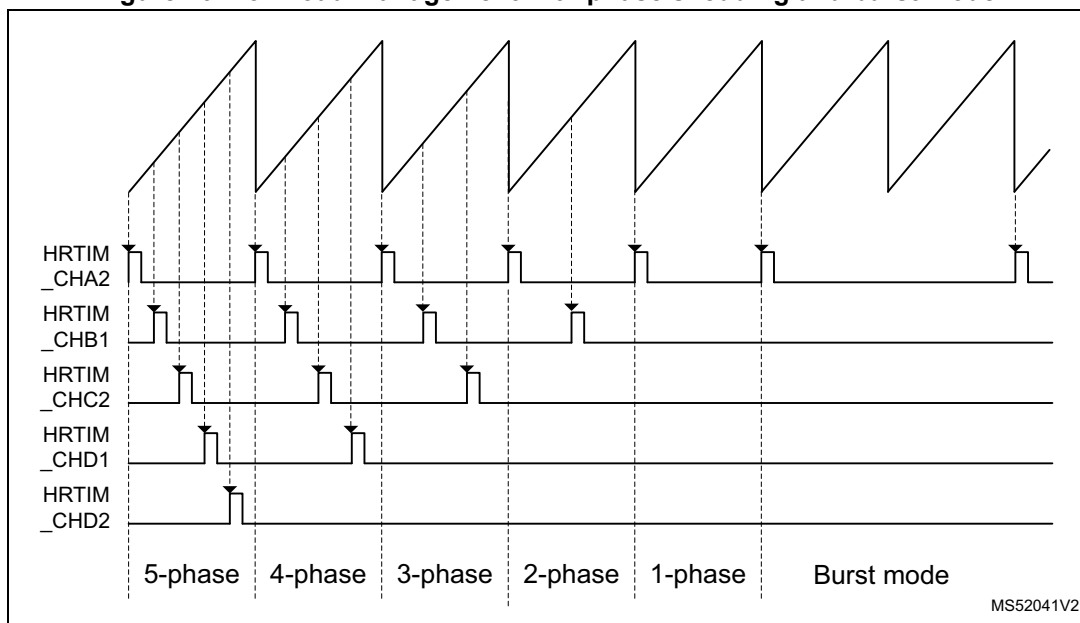 HRTIM
_CHA2
HRTIM
_CHB1
HRTIM
_CHC2
HRTIM
_CHD1
HRTIM
_CHD2
5-phase 4-phase 3-phase 2-phase 1-phase Burst mode
MS52041V2